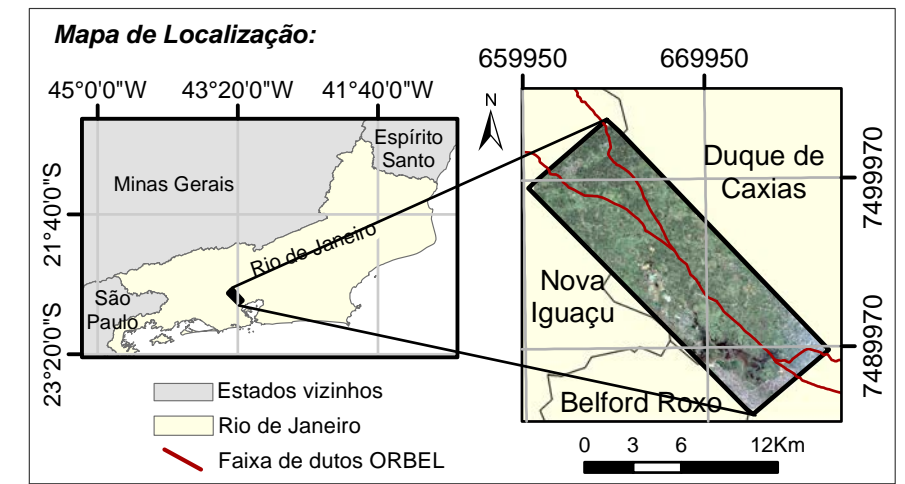 Mapa de Localização:
45°0'0"W 43°20'0"W 41°40'0"W
21°40'0"S
23°20'0"S
Espírito
Santo
Minas Gerais
Rio de Janeiro
São
Paulo
Estados vizinhos
Rio de Janeiro
Faixa de dutos ORBEL
N
659950 669950
7499970
7489970
Duque de
Caxias
Nova
Iguaçu
Belford Roxo
0 3 6 12Km